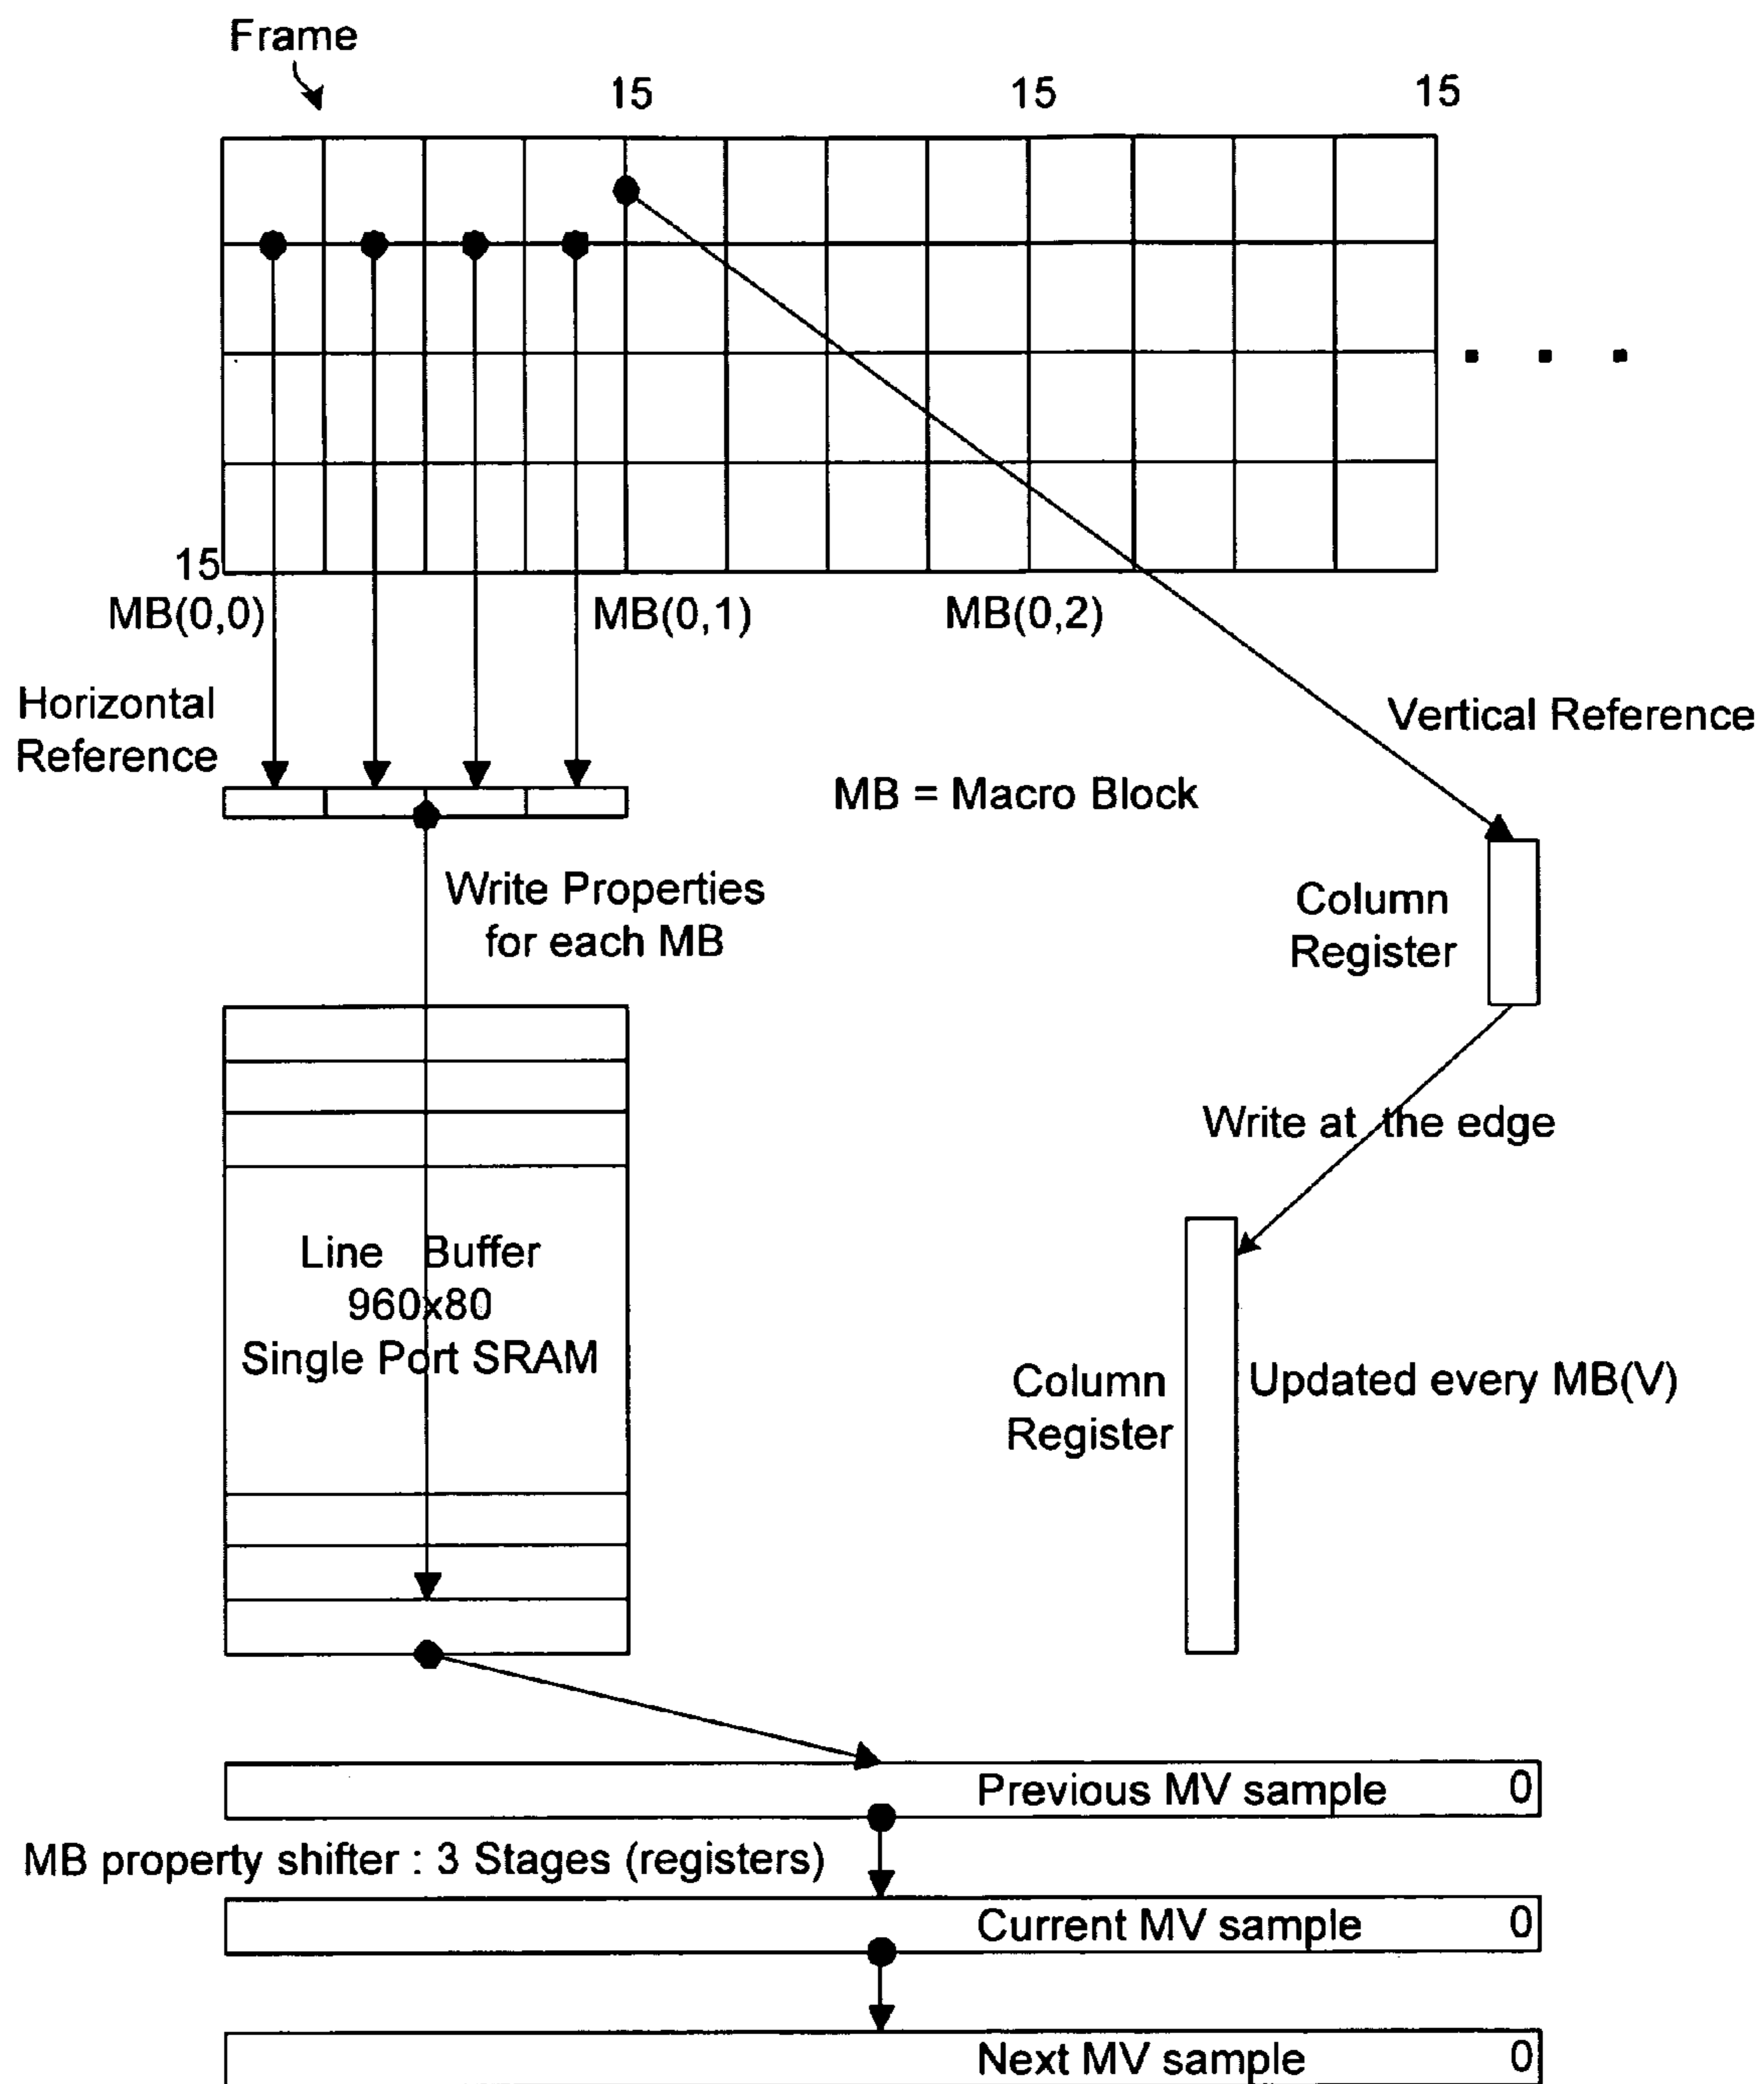 Frame
15 15 15
15
MB(0,0) MB(0,1) MB(0,2)
Horizontal
Reference
Vertical Reference
MB = Macro Block
Write Properties
for each MB
Column
Register
Write at the edge
Line Buffer
960x80
Single Port SRAM
Column
Register
Updated every MB(V)
Previous MV sample 0
MB property shifter : 3 Stages (registers)
Current MV sample 0
Next MV sample 0